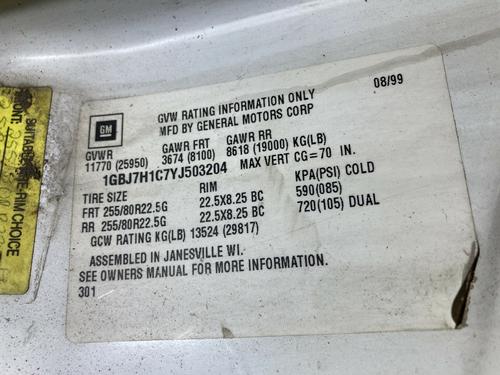 GM
08/99
GVW RATING INFORMATION ONLY
MFD BY GENERAL MOTORS CORP
GVWR GAWR FRT GAWR RR
11770 (25950) 3674 (8100) 8618 (19000) KG(LB)
1GBJ7H1C7YJ503204 MAX VERT CG=70 IN.
TIRE SIZE RIM KPA(PSI) COLD
FRT 255/80R22.5G 22.5X8.25 BC 590(085)
RR 255/80R22.5G 22.5X8.25 BC 720(105) DUAL
GCW RATING KG(LB) 13524 (29817)
ASSEMBLED IN JANESVILLE WI.
SEE OWNERS MANUAL FOR MORE INFORMATION.
301